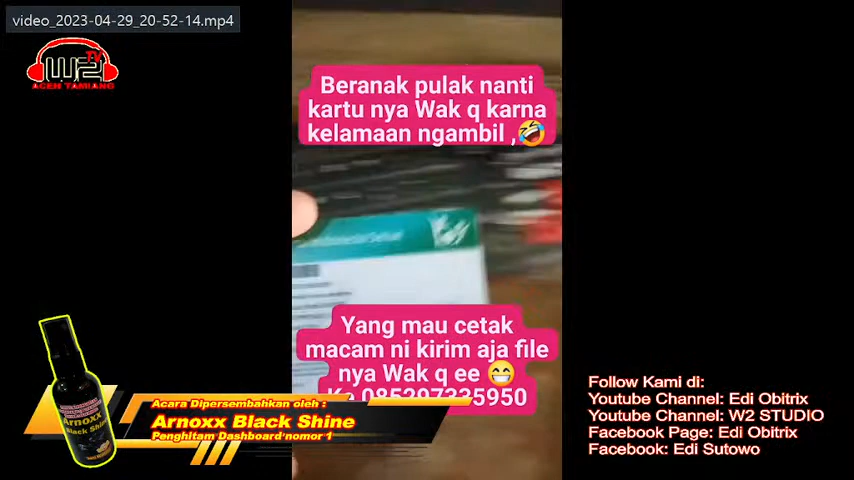 video_2023-04-29_20-52-14.mp4
W2
TV
ACEH TAMIANG
Beranak pulak nanti
kartu nya Wak q karna
kelamaan ngambil ,🤣
Yang mau cetak
macam ni kirim aja file
nya Wak q ee 😁
Ke 085297335950
Arnoxx
Black Shine
Acara Dipersembahkan oleh :
Arnoxx Black Shine
Penghitam Dashboard nomor 1
Follow Kami di:
Youtube Channel: Edi Obitrix
Youtube Channel: W2 STUDIO
Facebook Page: Edi Obitrix
Facebook: Edi Sutowo